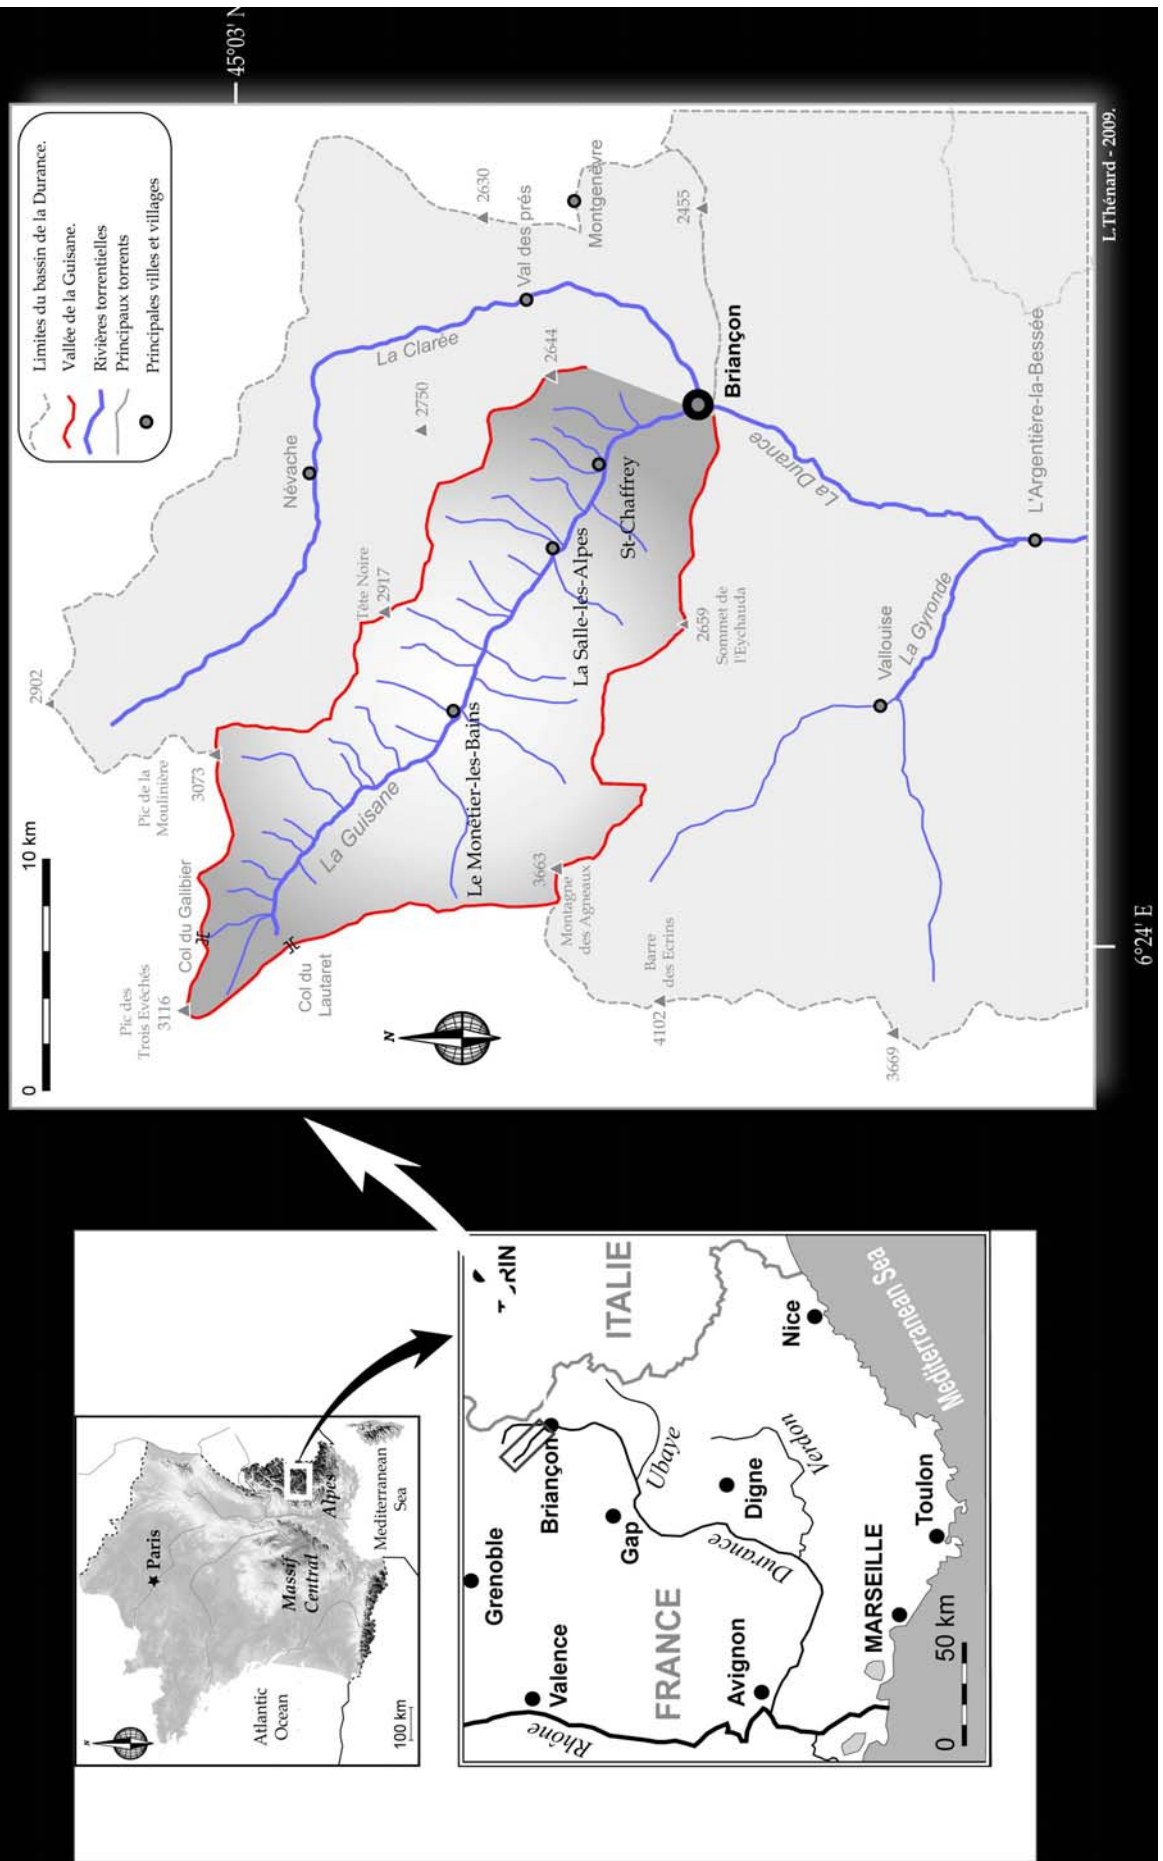 Paris
Massif
Central
Alpes
Atlantic
Ocean
Mediterranean
Sea
100 km
N
Grenoble
Valence
Briançon
Gap
Ubaye
ITALIE
FRANCE
Rhône
Avignon
Durance
Digne
Verdon
Nice
MARSEILLE
Toulon
Mediterranean Sea
0 50 km
0 10 km
Limites du bassin de la Durance.
Vallée de la Guisane.
Rivières torrentielles
Principaux torrents
Principales villes et villages
45°03' N
2902
Pic des
Trois Evéchés
3116
Col du Galibier
Pic de la
Moulinière
3073
Col du
Lautaret
La Guisane
Tête Noire
2917
Névache
La Clarée
2750
2630
Val des prés
Montgenèvre
2644
2455
N
Le Monétier-les-Bains
La Salle-les-Alpes
St-Chaffrey
Briançon
3663
Montagne
des Agneaux
2659
Sommet de
l'Eychauda
Barre
des Ecrins
4102
3669
La Durance
Vallouise
La Gyronde
L'Argentière-la-Bessée
6°24' E
L.Thénard - 2009.